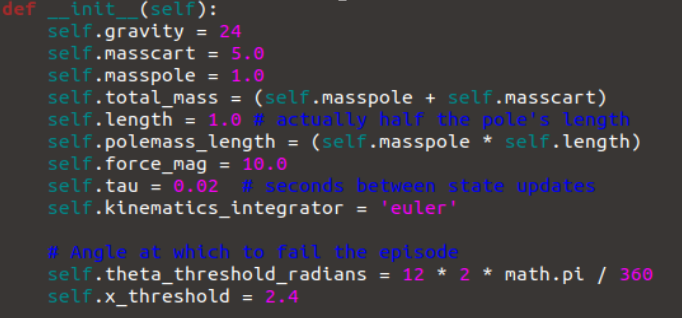 def __init__(self):
self.gravity = 24
self.masscart = 5.0
self.masspole = 1.0
self.total_mass = (self.masspole + self.masscart)
self.length = 1.0 # actually half the pole's length
self.polemass_length = (self.masspole * self.length)
self.force_mag = 10.0
self.tau = 0.02  # seconds between state updates
self.kinematics_integrator = 'euler'
# Angle at which to fail the episode
self.theta_threshold_radians = 12 * 2 * math.pi / 360
self.x_threshold = 2.4